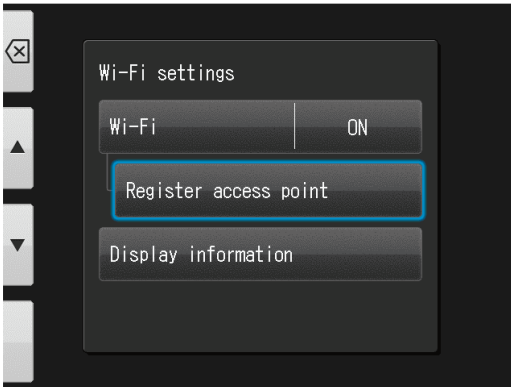 Wi-Fi settings
Wi-Fi ON
Register access point
Display information